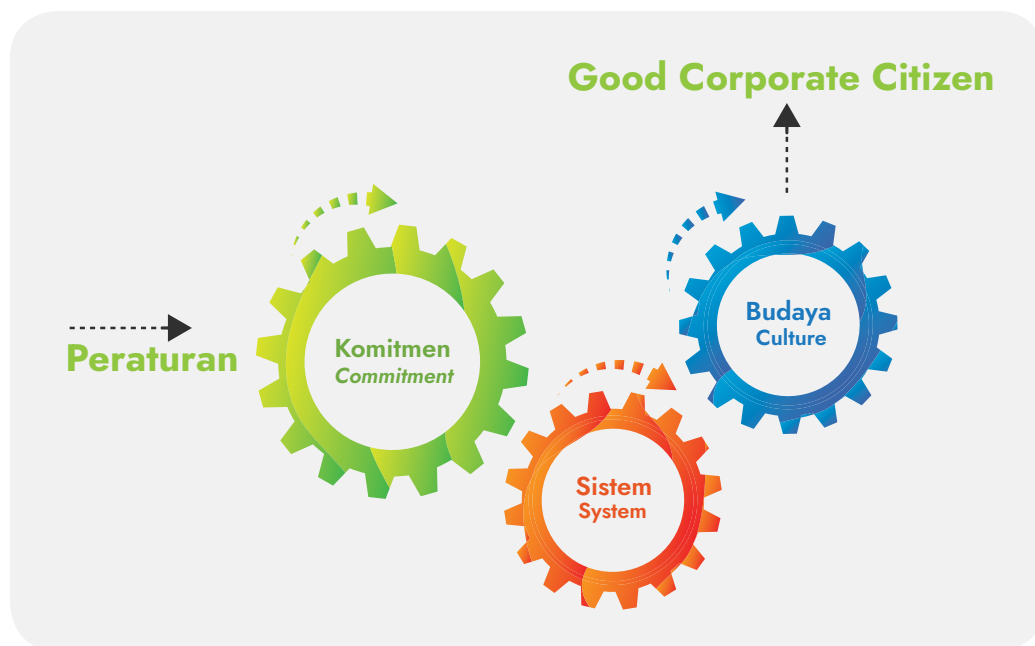 Good Corporate Citizen
Peraturan
Komitmen
Commitment
Budaya
Culture
Sistem
System